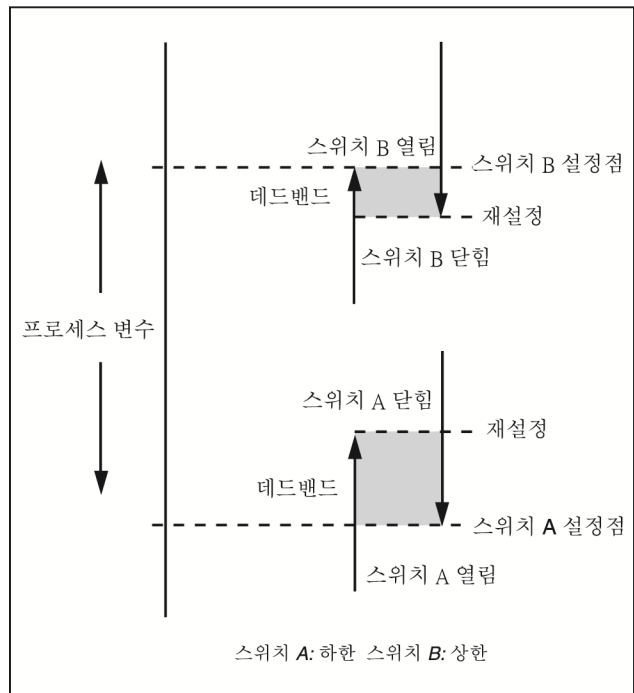 스위치 B 열림
스위치 B 설정점
데드밴드
재설정
스위치 B 닫힘
프로세스 변수
스위치 A 닫힘
재설정
데드밴드
스위치 A 설정점
스위치 A 열림
스위치 A: 하한 스위치 B: 상한